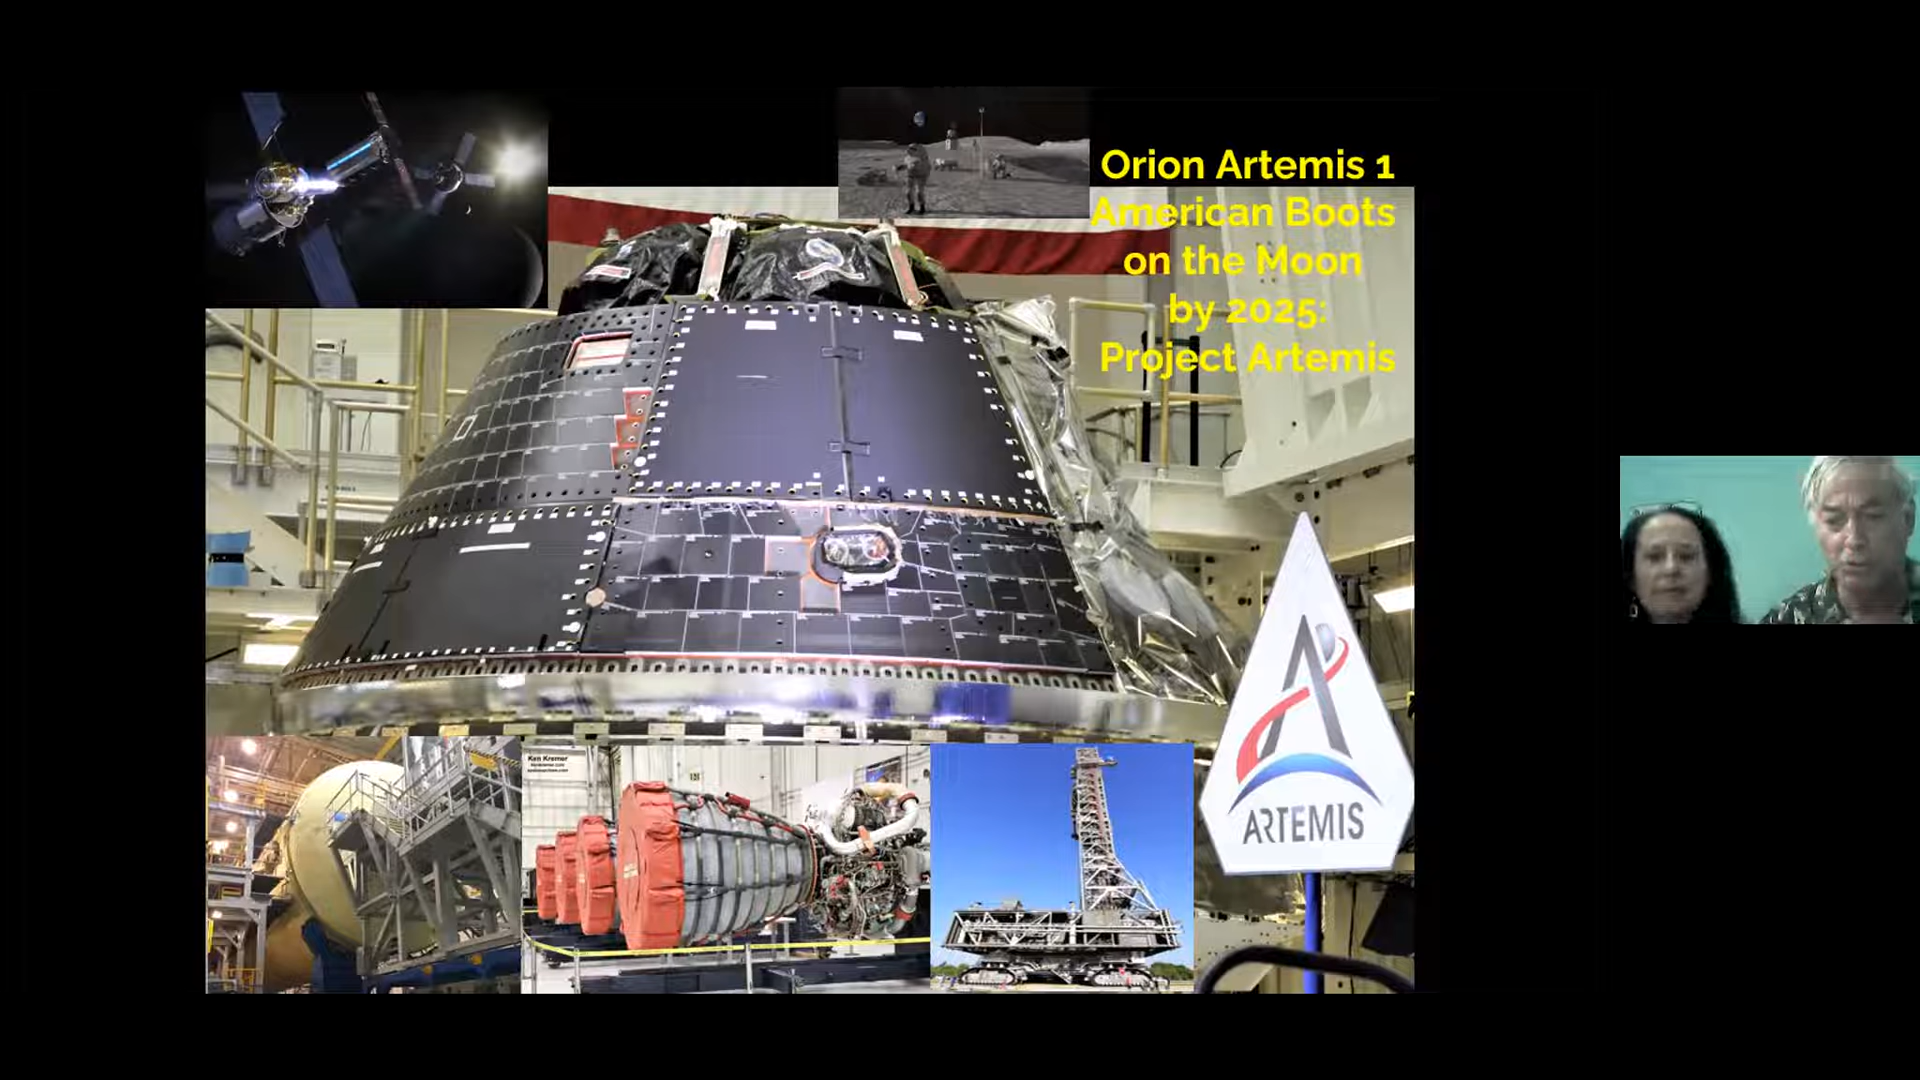 Orion Artemis 1
American Boots
on the Moon
by 2025:
Project Artemis
Ken Kremer
ARTEMIS